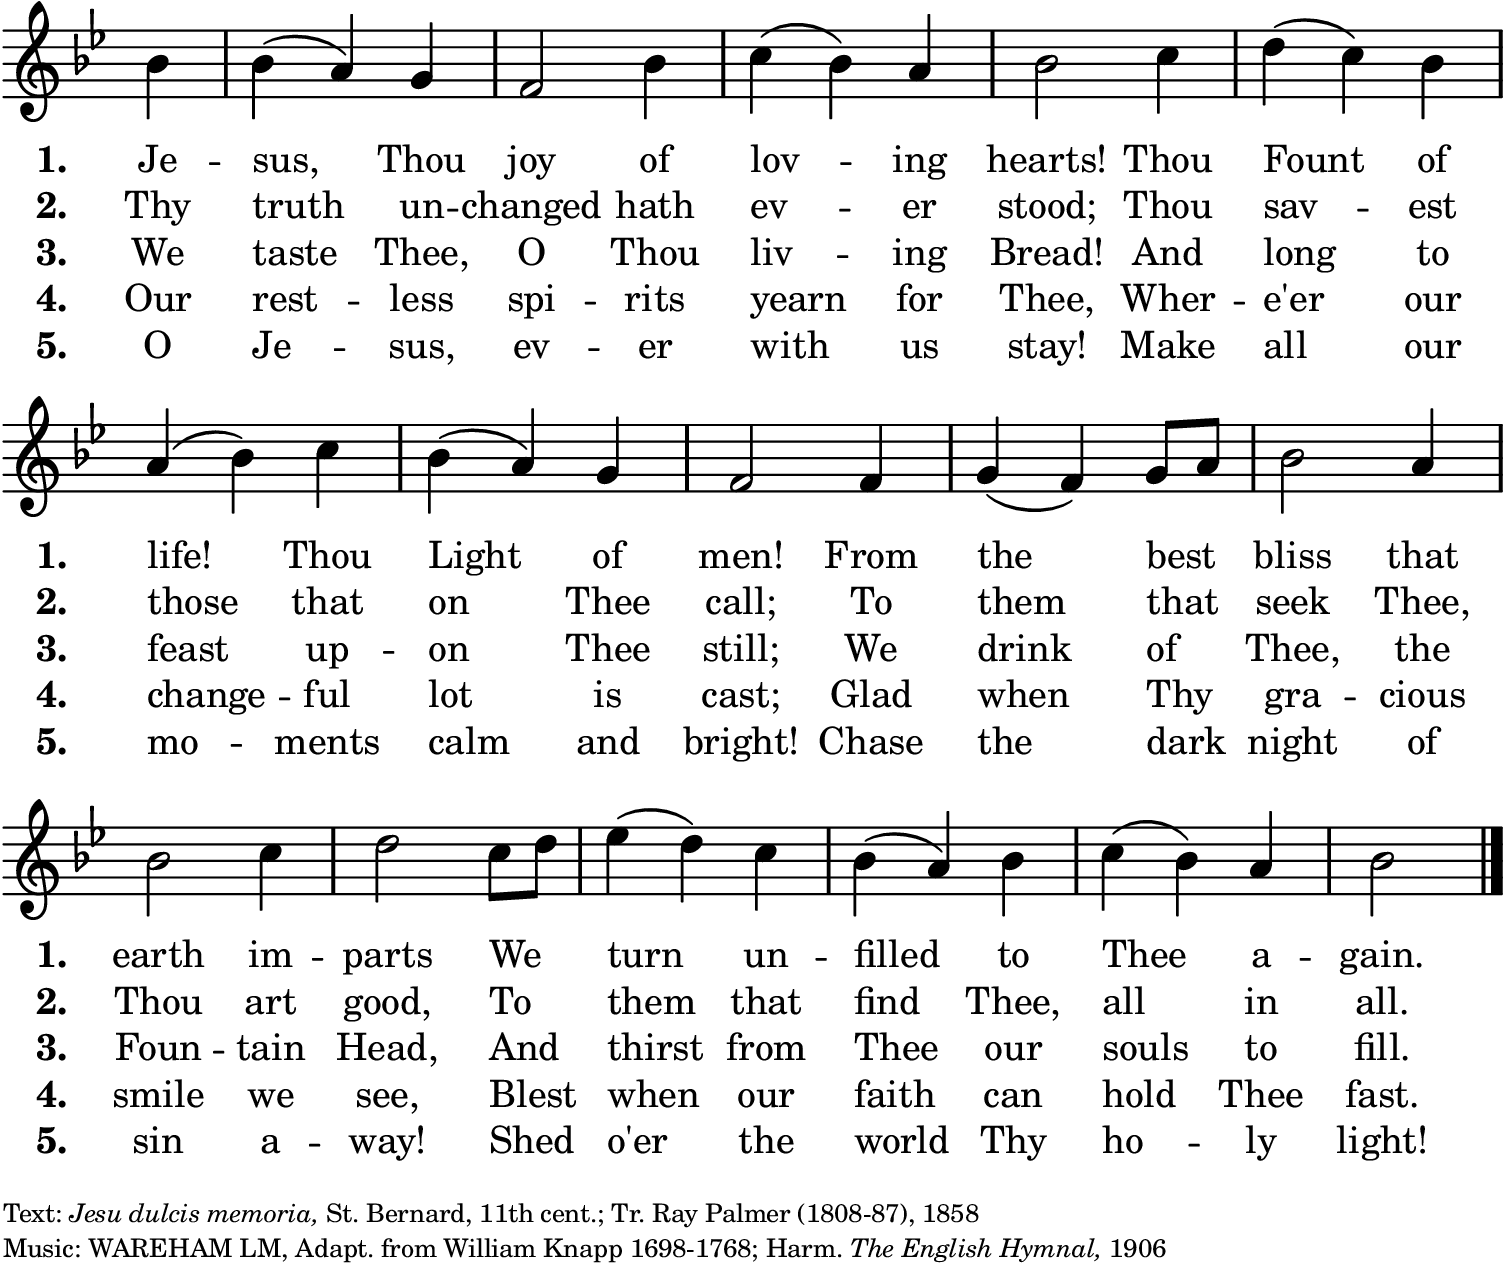 1. Je - sus, Thou joy of lov - ing hearts! Thou Fount of
2. Thy truth un - changed hath ev - er stood; Thou sav - est
3. We taste Thee, O Thou liv - ing Bread! And long to
4. Our rest - less spi - rits yearn for Thee, Wher - e'er our
5. O Je - sus, ev - er with us stay! Make all our
1. life! Thou Light of men! From the best bliss that
2. those that on Thee call; To them that seek Thee,
3. feast up - on Thee still; We drink of Thee, the
4. change - ful lot is cast; Glad when Thy gra - cious
5. mo - ments calm and bright! Chase the dark night of
1. earth im - parts We turn un - filled to Thee a - gain.
2. Thou art good, To them that find Thee, all in all.
3. Foun - tain Head, And thirst from Thee our souls to fill.
4. smile we see, Blest when our faith can hold Thee fast.
5. sin a - way! Shed o'er the world Thy ho - ly light!
Text: Jesu dulcis memoria, St. Bernard, 11th cent.; Tr. Ray Palmer (1808-87), 1858
Music: WAREHAM LM, Adapt. from William Knapp 1698-1768; Harm. The English Hymnal, 1906